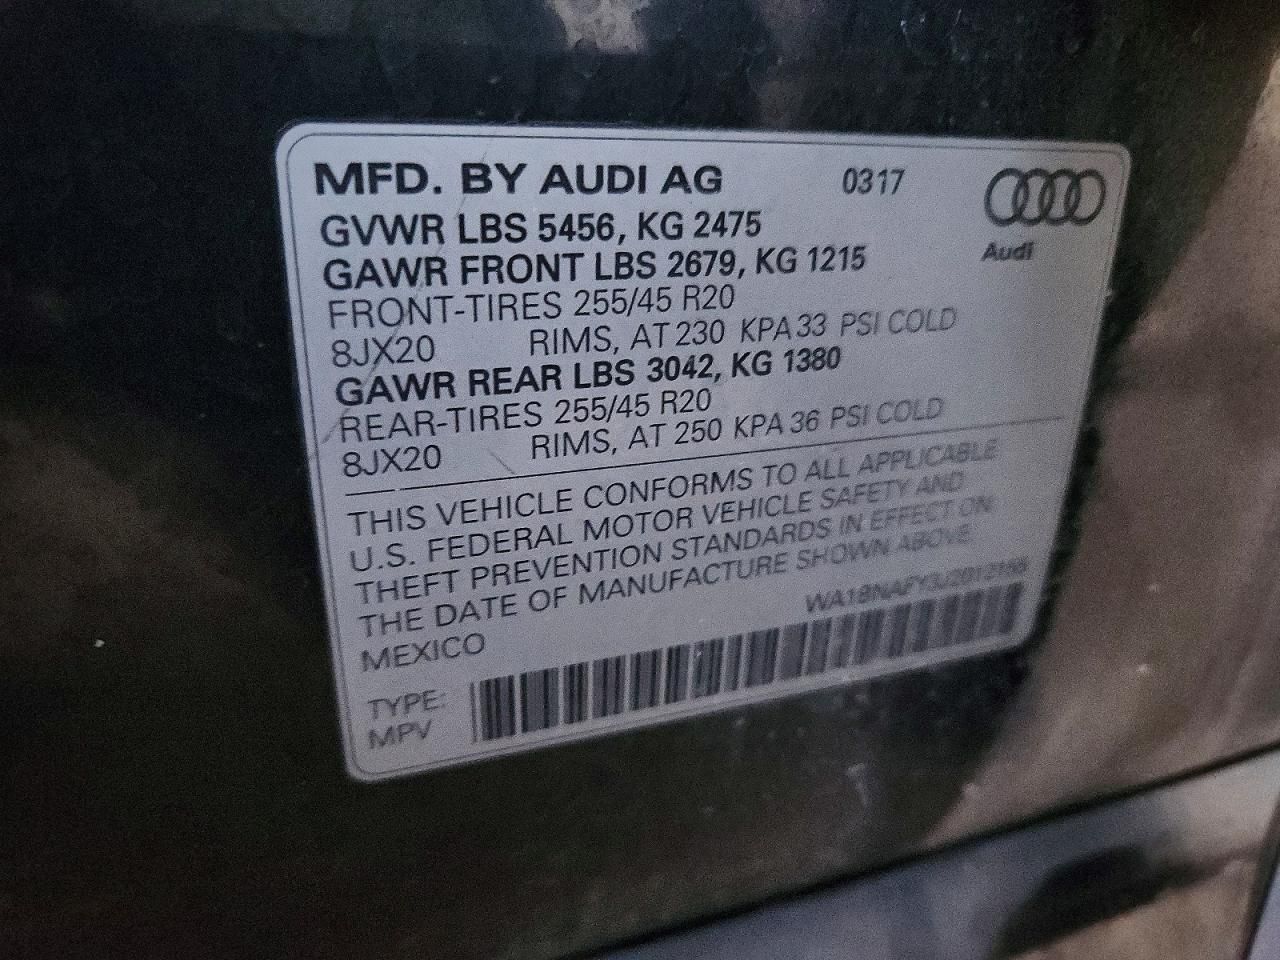 MFD. BY AUDI AG 0317
Audi
GVWR LBS 5456, KG 2475
GAWR FRONT LBS 2679, KG 1215
FRONT-TIRES 255/45 R20
8JX20 RIMS, AT 230 KPA 33 PSI COLD
GAWR REAR LBS 3042, KG 1380
REAR-TIRES 255/45 R20
8JX20 RIMS, AT 250 KPA 36 PSI COLD
THIS VEHICLE CONFORMS TO ALL APPLICABLE
U.S. FEDERAL MOTOR VEHICLE SAFETY AND
THEFT PREVENTION STANDARDS IN EFFECT ON
THE DATE OF MANUFACTURE SHOWN ABOVE
MEXICO
TYPE:
MPV